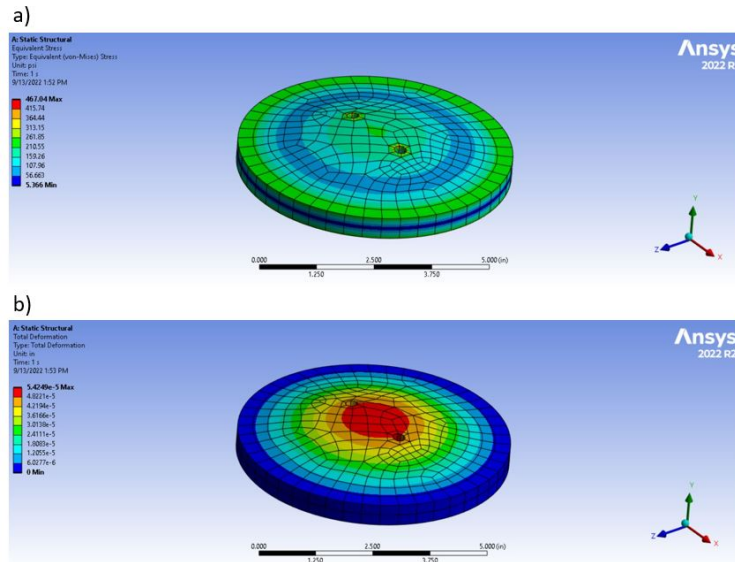 a)
A: Static Structural
Equivalent Stress
Type: Equivalent (von-Mises) Stress
Unit: psi
Time: 1 s
9/13/2022 1:52 PM
467.04 Max
415.74
364.44
313.15
261.85
210.55
159.26
107.96
56.663
5.366 Min
Ansys
2022 R
0.000 2.500 5.000 (in)
1.250 3.750
Y
Z
X
b)
A: Static Structural
Total Deformation
Type: Total Deformation
Unit: in
Time: 1 s
9/13/2022 1:53 PM
5.4249e-5 Max
4.8221e-5
4.2194e-5
3.6166e-5
3.0138e-5
2.4111e-5
1.8083e-5
1.2055e-5
6.0277e-6
0 Min
Ansys
2022 R2
0.000 2.500 5.000 (in)
1.250 3.750
Y
Z
X